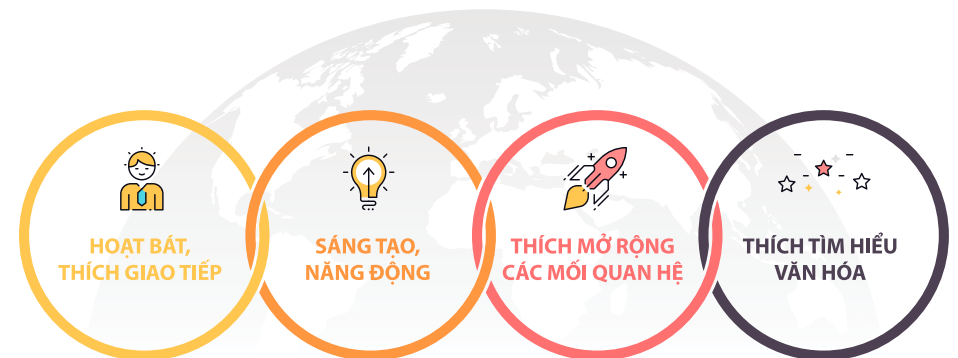 HOẠT BÁT,
THÍCH GIAO TIẾP
SÁNG TẠO,
NĂNG ĐỘNG
THÍCH MỞ RỘNG
CÁC MỐI QUAN HỆ
THÍCH TÌM HIỂU
VĂN HÓA